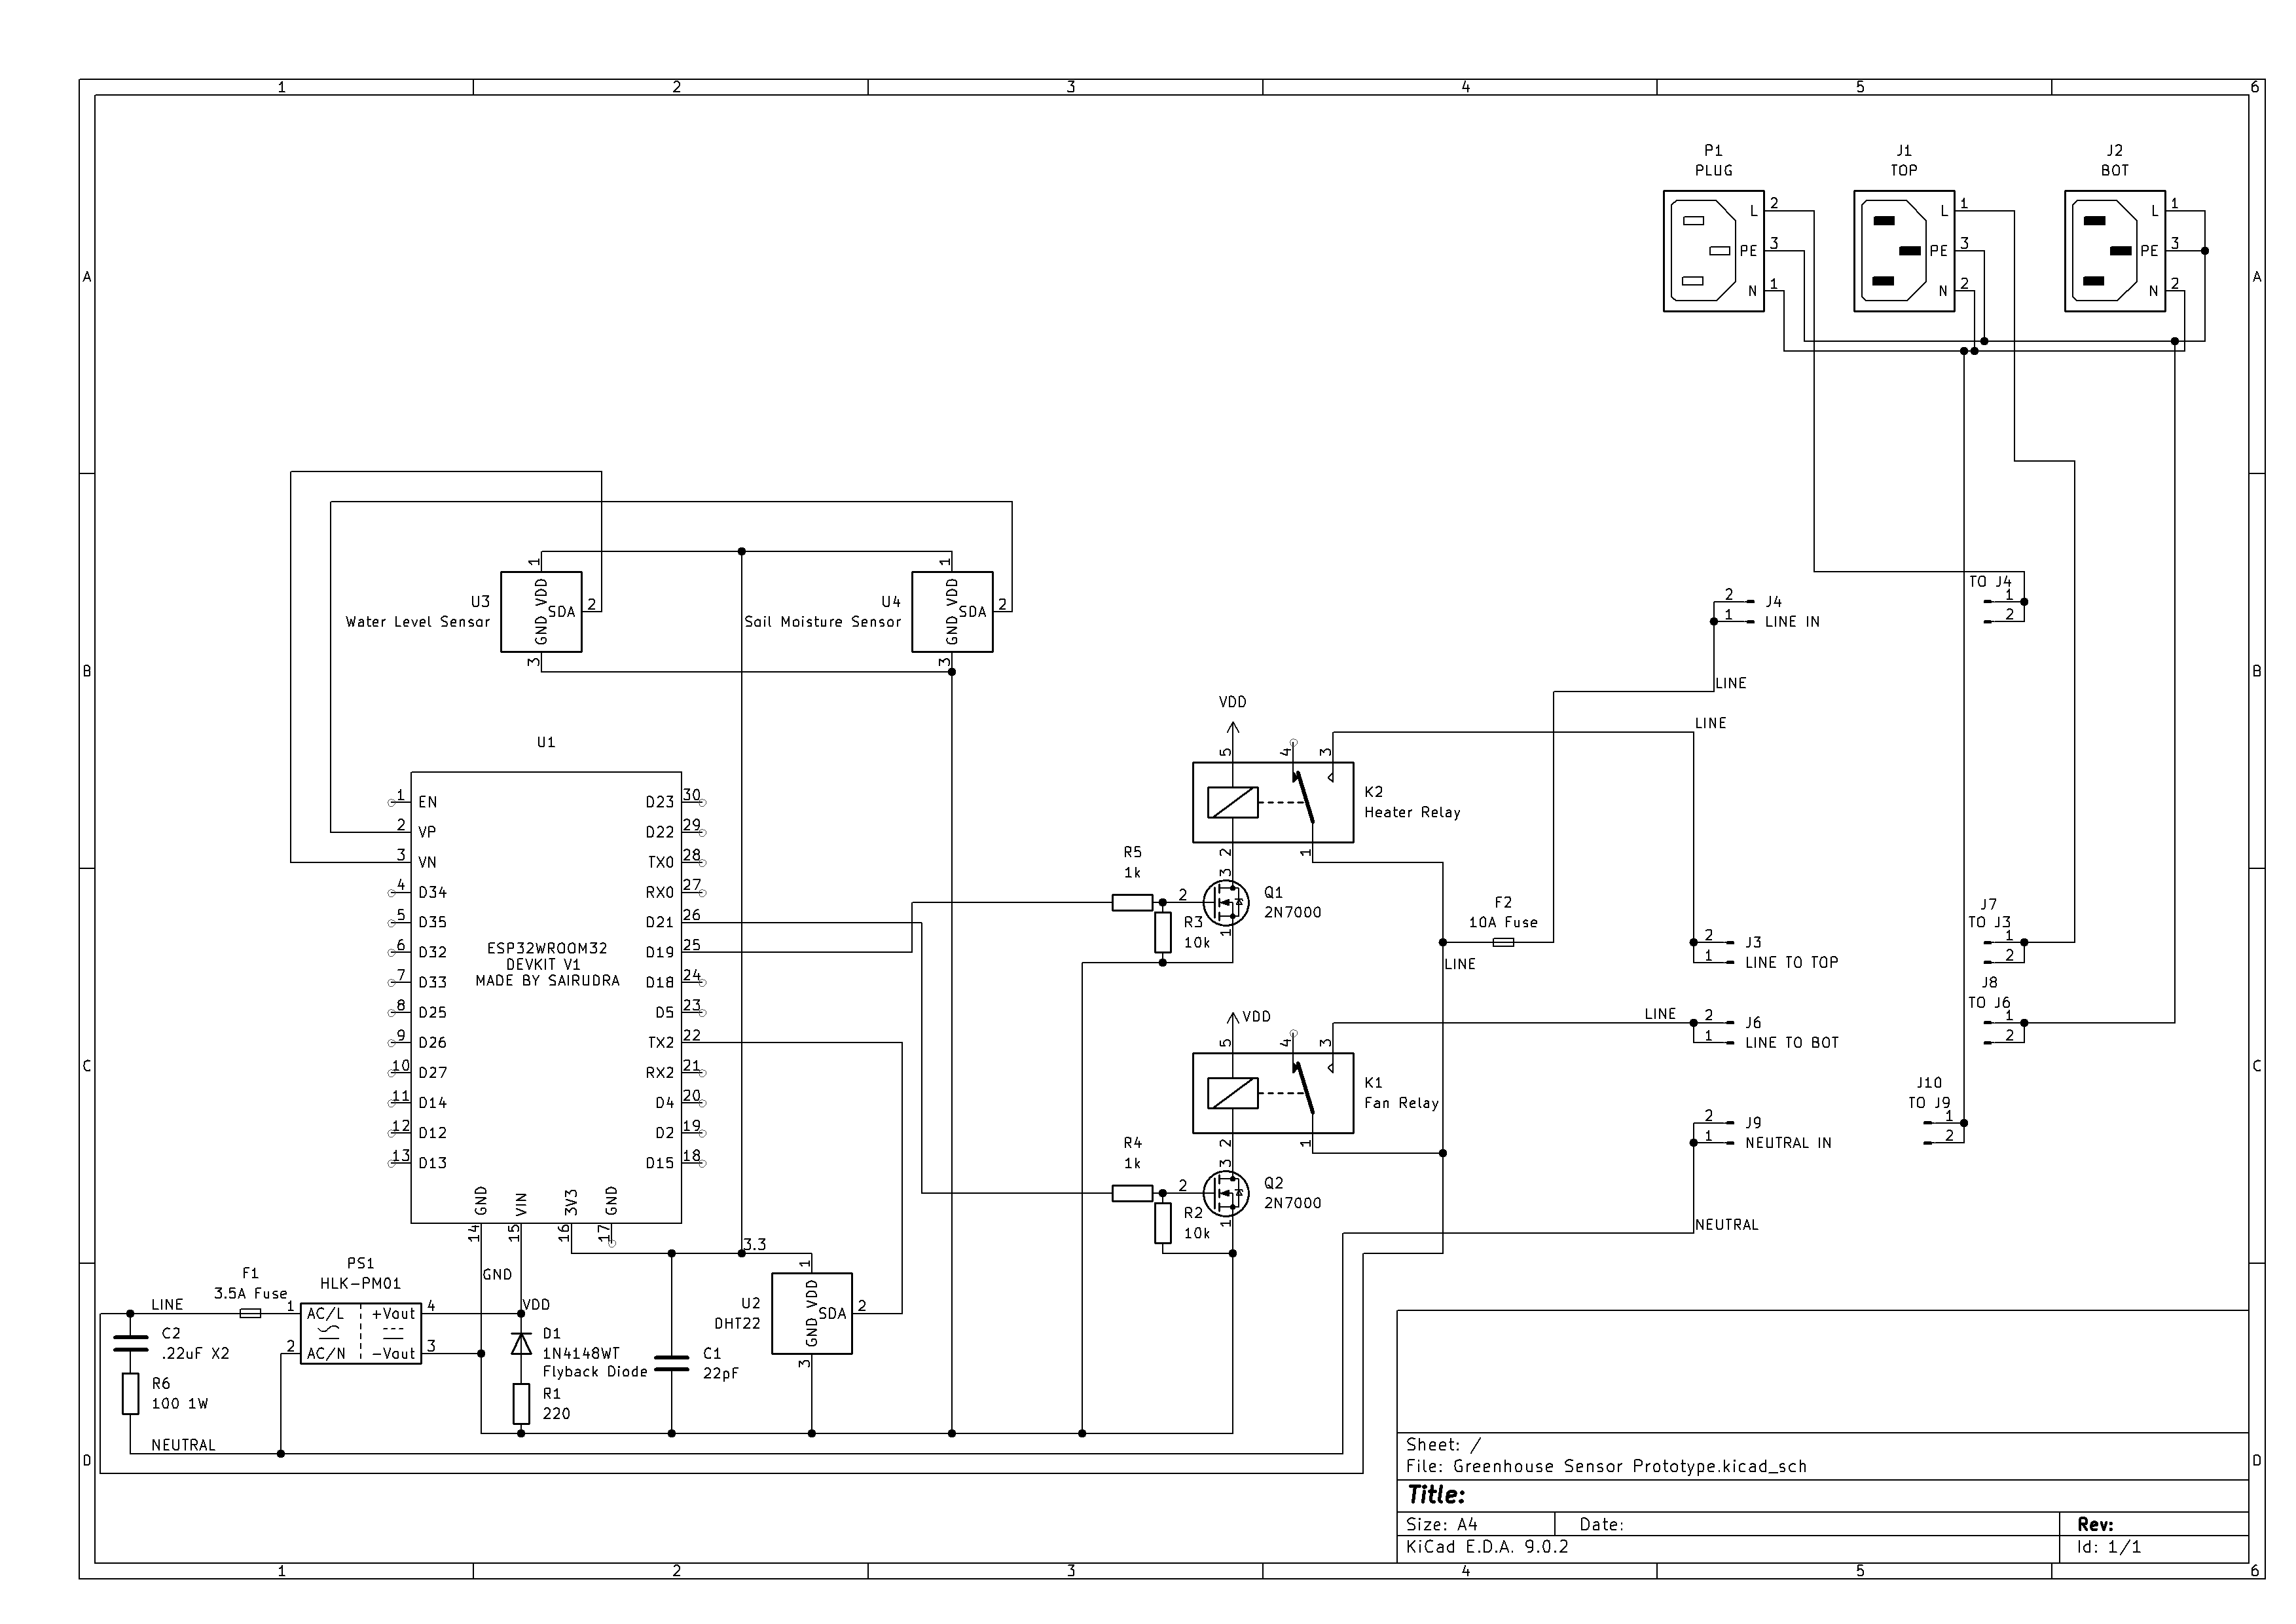 1 2 3 4 5 6
P1
PLUG
J1
TOP
J2
BOT
L 2
PE 3
N 1
L 1
PE 3
N 2
L 1
PE 3
N 2
A A
U3
Water Level Sensor
1
VDD
SDA 2
GND
3
U4
Soil Moisture Sensor
1
VDD
SDA 2
GND
3
2 J4
1 LINE IN
LINE
TO J4
1
2
B B
U1
1 EN
2 VP
3 VN
4 D34
5 D35
6 D32
7 D33
8 D25
9 D26
10 D27
11 D14
12 D12
13 D13
ESP32WROOM32
DEVKIT V1
MADE BY SAIRUDRA
D23 30
D22 29
TX0 28
RX0 27
D21 26
D19 25
D18 24
D5 23
TX2 22
RX2 21
D4 20
D2 19
D15 18
GND VIN 3V3 GND
14 15 16 17
VDD
5 4 3
LINE
K2
Heater Relay
2 1
R5
1k
2
3
1
Q1
2N7000
R3
10k
F2
10A Fuse
LINE
2 J3
1 LINE TO TOP
J7
TO J3
1
2
J8
TO J6
1
2
VDD
5 4 3
LINE
2 J6
1 LINE TO BOT
K1
Fan Relay
2 1
C C
J10
TO J9
1
2
2 J9
1 NEUTRAL IN
NEUTRAL
R4
1k
2
3
1
Q2
2N7000
R2
10k
3.3
GND
PS1
HLK-PM01
F1
3.5A Fuse
LINE
1 AC/L +Vout 4
2 AC/N -Vout 3
VDD
C2
.22uF X2
R6
100 1W
NEUTRAL
D1
1N4148WT
Flyback Diode
R1
220
C1
22pF
U2
DHT22
1
VDD
SDA 2
GND
3
D D
Sheet: /
File: Greenhouse Sensor Prototype.kicad_sch
Title:
Size: A4 Date: Rev:
KiCad E.D.A. 9.0.2 Id: 1/1
1 2 3 4 5 6